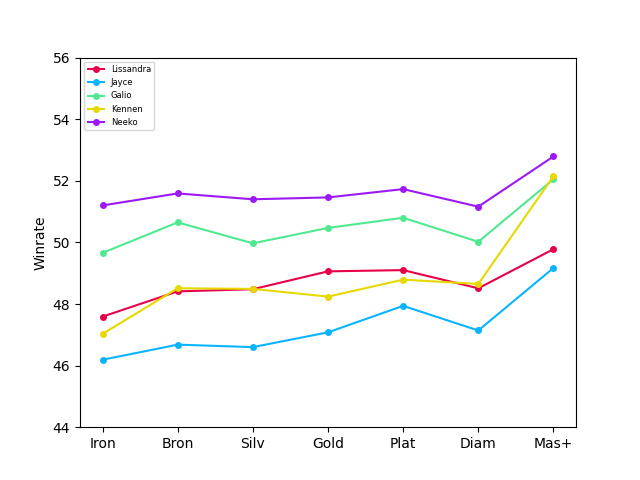 56
54
52
50
48
46
44
Winrate
Lissandra
Jayce
Galio
Kennen
Neeko
Iron Bron Silv Gold Plat Diam Mas+